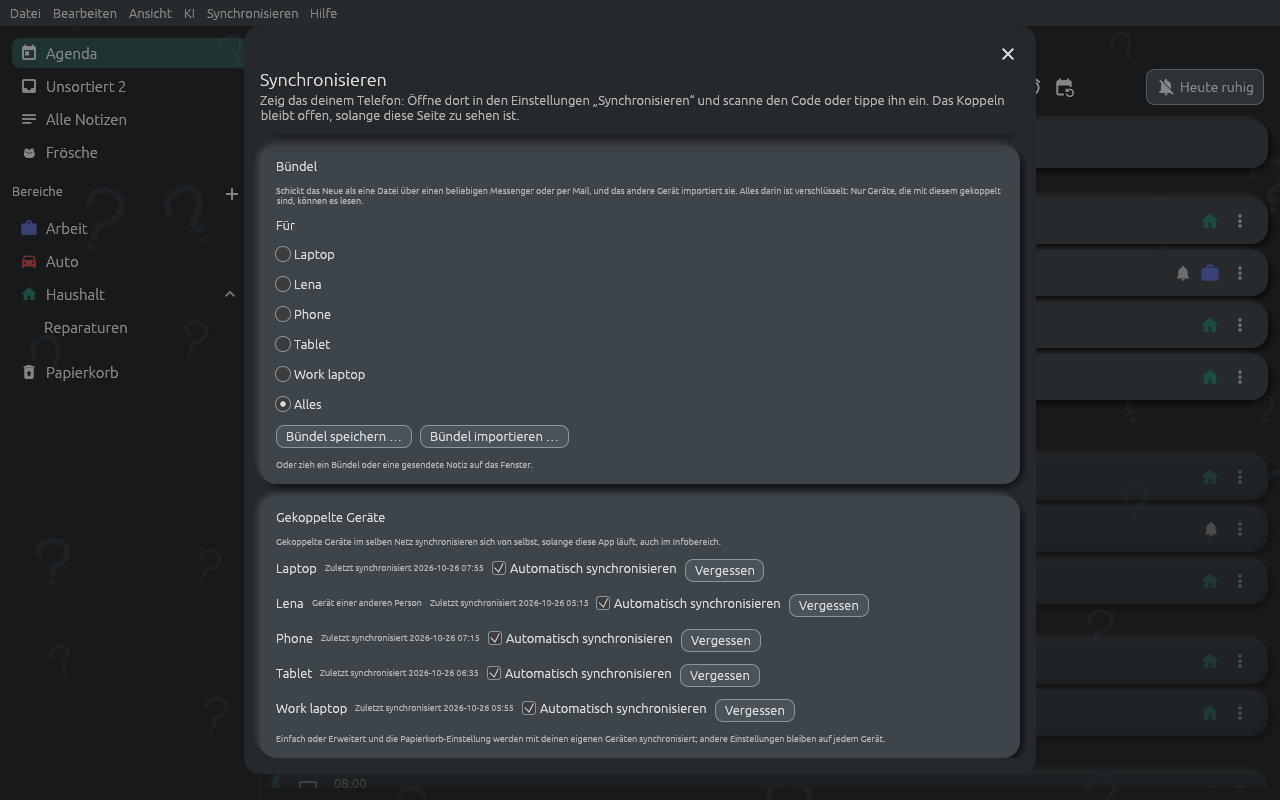 Datei Bearbeiten Ansicht KI Synchronisieren Hilfe
Agenda
Unsortiert 2
Alle Notizen
Frösche
Bereiche
Arbeit
Auto
Haushalt
Reparaturen
Papierkorb
Heute ruhig
Synchronisieren
Zeig das deinem Telefon: Öffne dort in den Einstellungen „Synchronisieren“ und scanne den Code oder tippe ihn ein. Das Koppeln
bleibt offen, solange diese Seite zu sehen ist.
Bündel
Schickt das Neue als eine Datei über einen beliebigen Messenger oder per Mail, und das andere Gerät importiert sie. Alles darin ist verschlüsselt: Nur Geräte, die mit diesem gekoppelt
sind, können es lesen.
Für
Laptop
Lena
Phone
Tablet
Work laptop
Alles
Bündel speichern … Bündel importieren …
Oder zieh ein Bündel oder eine gesendete Notiz auf das Fenster.
Gekoppelte Geräte
Gekoppelte Geräte im selben Netz synchronisieren sich von selbst, solange diese App läuft, auch im Infobereich.
Laptop Zuletzt synchronisiert 2026-10-26 07:55 Automatisch synchronisieren Vergessen
Lena Gerät einer anderen Person Zuletzt synchronisiert 2026-10-26 05:15 Automatisch synchronisieren Vergessen
Phone Zuletzt synchronisiert 2026-10-26 07:15 Automatisch synchronisieren Vergessen
Tablet Zuletzt synchronisiert 2026-10-26 06:35 Automatisch synchronisieren Vergessen
Work laptop Zuletzt synchronisiert 2026-10-26 05:55 Automatisch synchronisieren Vergessen
Einfach oder Erweitert und die Papierkorb-Einstellung werden mit deinen eigenen Geräten synchronisiert; andere Einstellungen bleiben auf jedem Gerät.
08:00